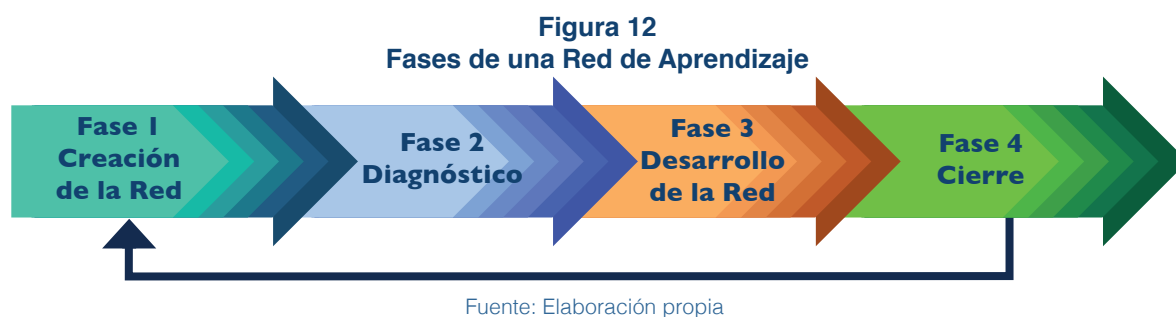 Figura 12
Fases de una Red de Aprendizaje
Fase 1
Creación
de la Red
Fase 2
Diagnóstico
Fase 3
Desarrollo
de la Red
Fase 4
Cierre
Fuente: Elaboración propia